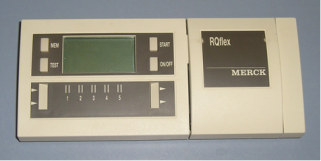 MEM
START
TEST
ON/OFF
1 2 3 4 5
RQflex
MERCK